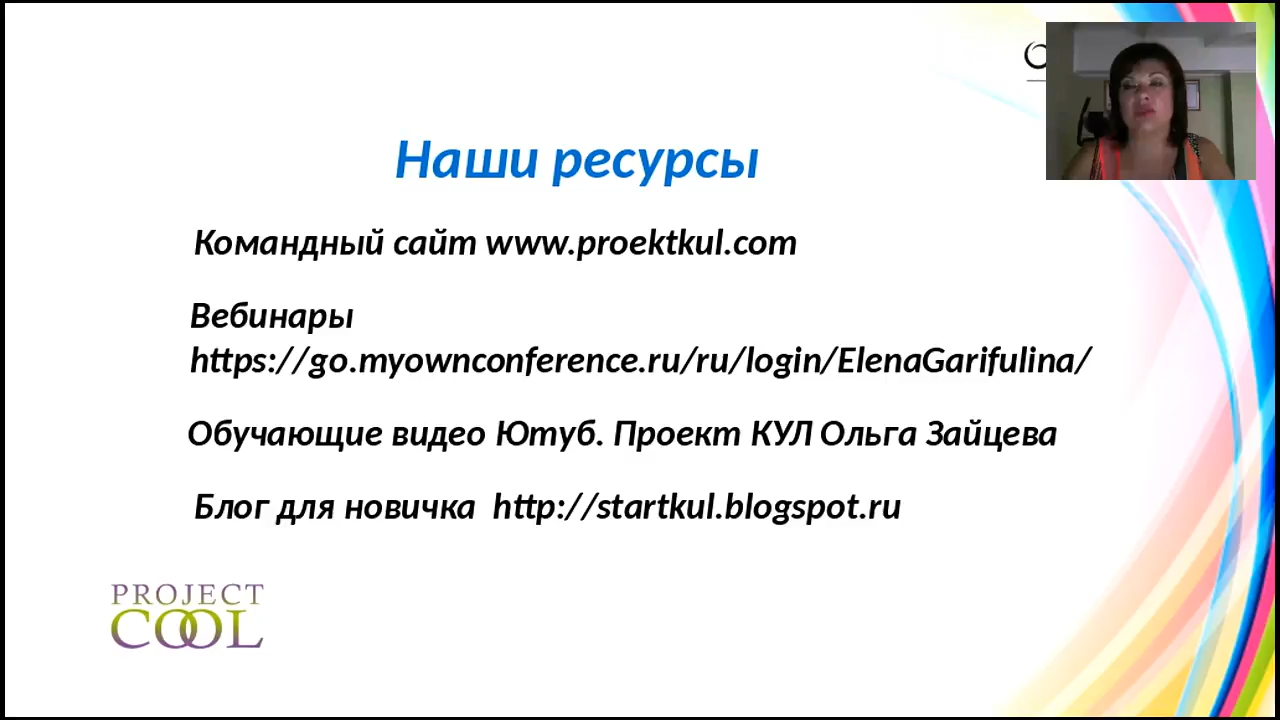 Наши ресурсы
Командный сайт www.proektkul.com
Вебинары
https://go.myownconference.ru/ru/login/ElenaGarifulina/
Обучающие видео Ютуб. Проект КУЛ Ольга Зайцева
Блог для новичка http://startkul.blogspot.ru
PROJECT
COOL